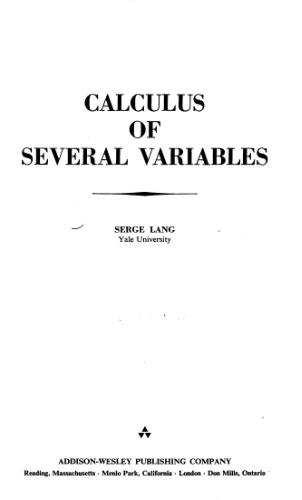 CALCULUS
OF
SEVERAL VARIABLES
SERGE LANG
Yale University
ADDISON-WESLEY PUBLISHING COMPANY
Reading, Massachusetts · Menlo Park, California · London · Don Mills, Ontario